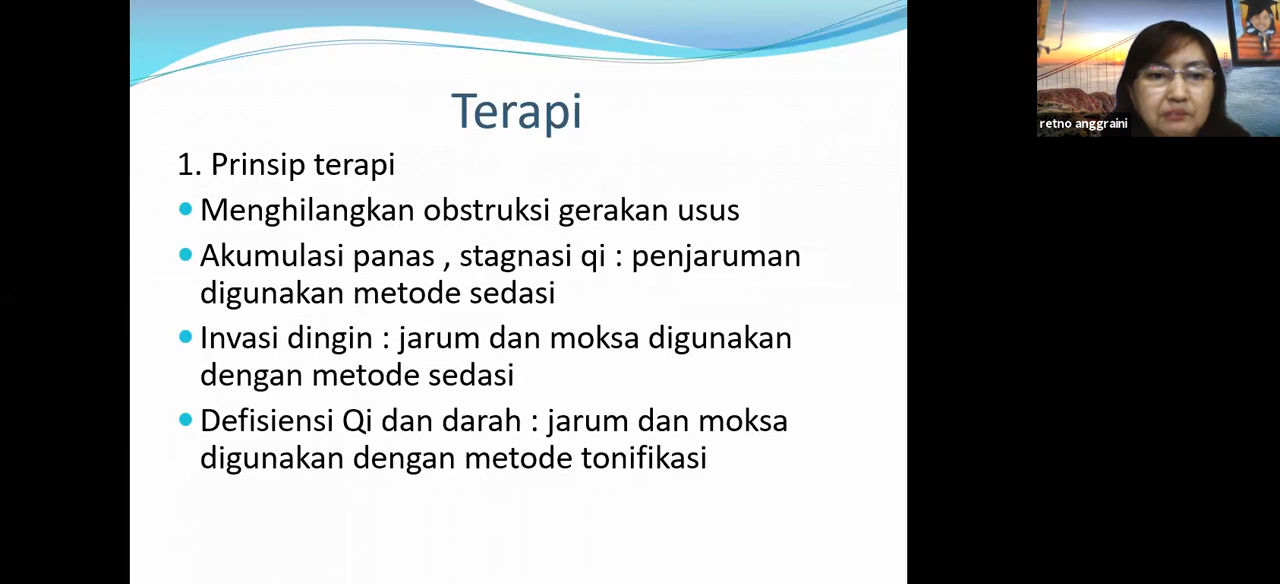 Terapi
1. Prinsip terapi
• Menghilangkan obstruksi gerakan usus
• Akumulasi panas , stagnasi qi : penjaruman
digunakan metode sedasi
• Invasi dingin : jarum dan moksa digunakan
dengan metode sedasi
• Defisiensi Qi dan darah : jarum dan moksa
digunakan dengan metode tonifikasi
retno anggraini